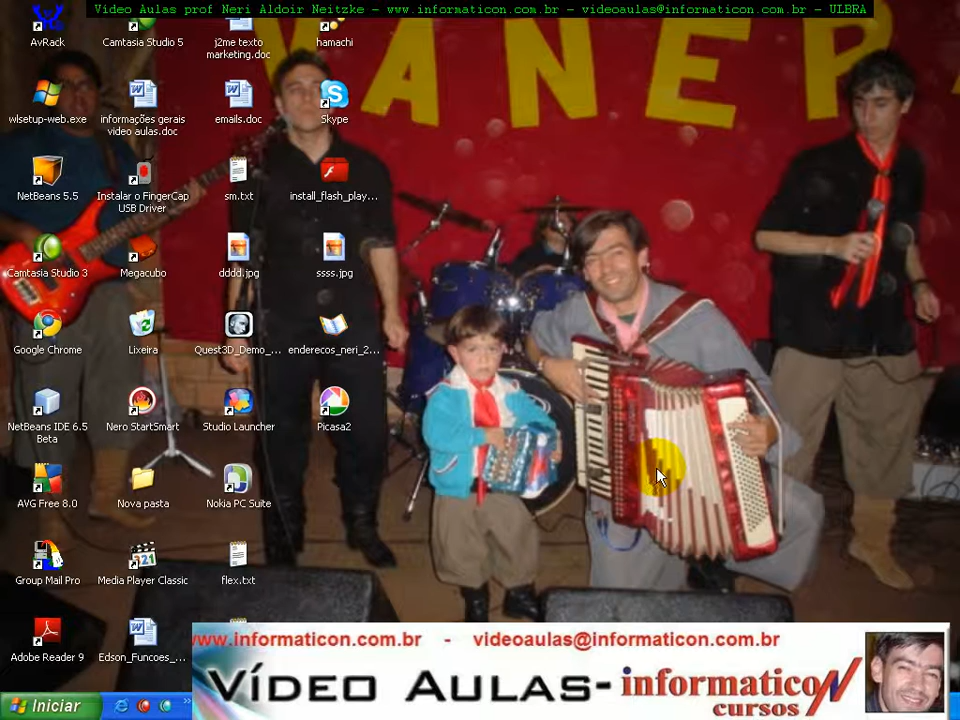 Vídeo Aulas prof Neri Aldoir Neitzke - www.informaticon.com.br - videoaulas@informaticon.com.br - ULBRA
AvRack
Camtasia Studio 5
j2me texto
marketing.doc
hamachi
VANER
wlsetup-web.exe
informações gerais
video aulas.doc
emails.doc
Skype
NetBeans 5.5
Instalar o FingerCap
USB Driver
sm.txt
install_flash_play...
Camtasia Studio 3
Megacubo
dddd.jpg
ssss.jpg
Google Chrome
Lixeira
Quest3D_Demo_...
enderecos_neri_2...
NetBeans IDE 6.5
Beta
Nero StartSmart
Studio Launcher
Picasa2
AVG Free 8.0
Nova pasta
Nokia PC Suite
Group Mail Pro
Media Player Classic
flex.txt
Adobe Reader 9
Edson_Funcoes_...
www.informaticon.com.br - videoaulas@informaticon.com.br
VÍDEO AULAS- informaticoN
cursos
Iniciar